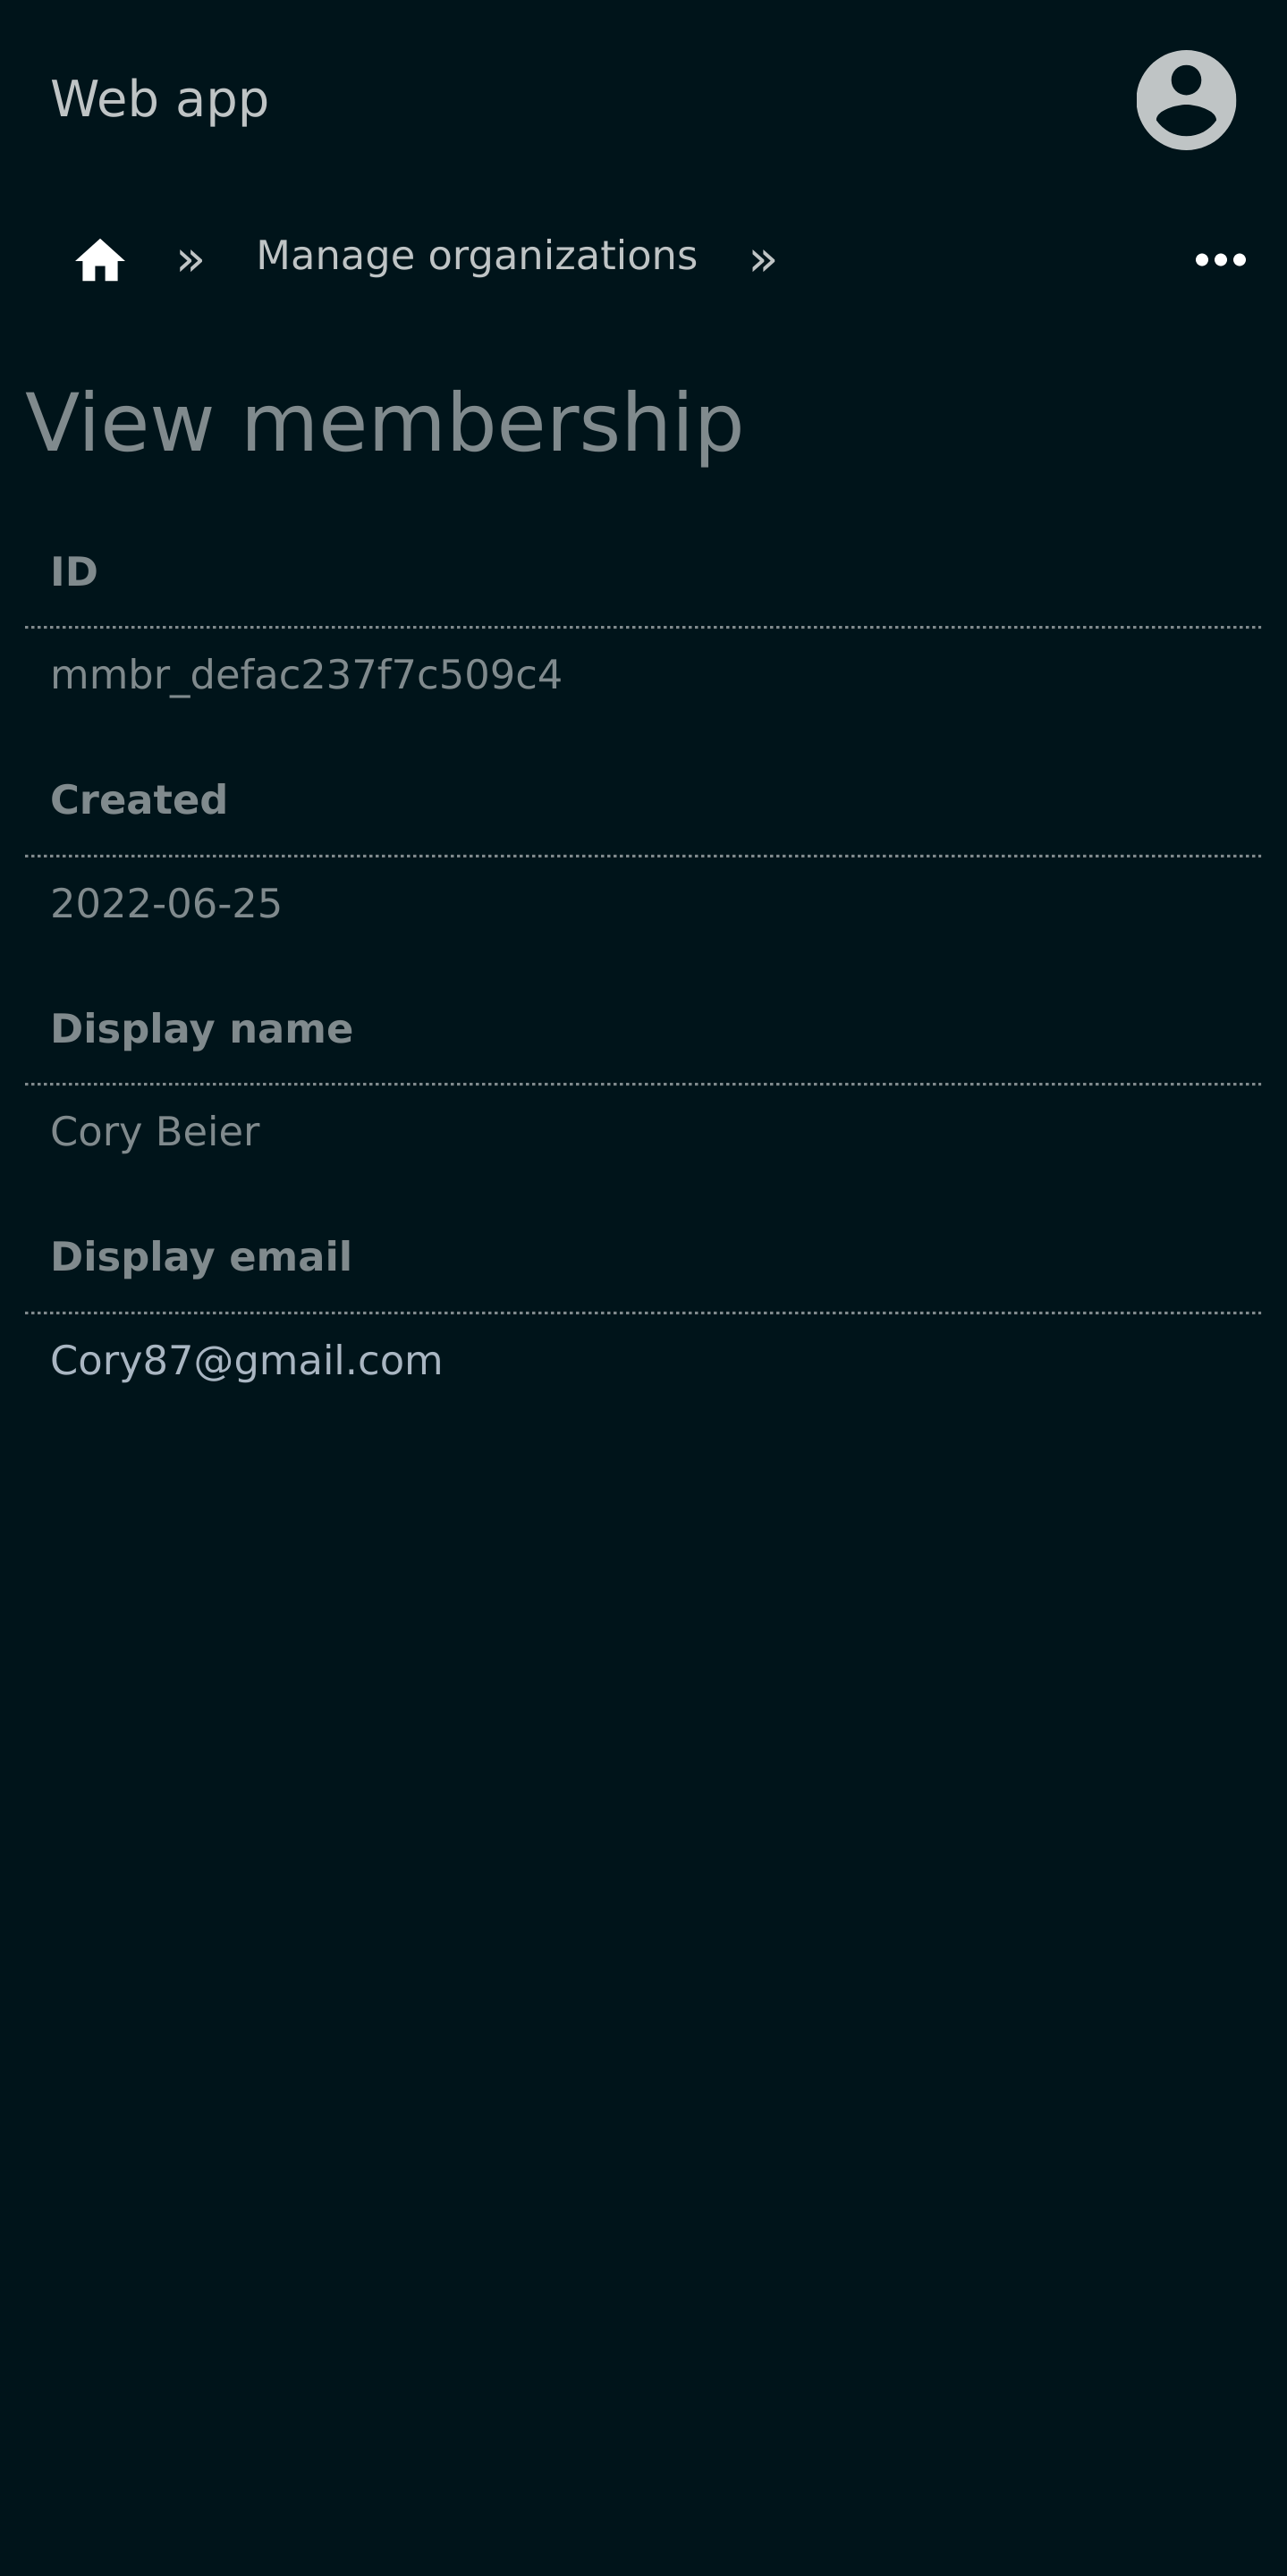 Web app
» Manage organizations »
View membership
ID
mmbr_defac237f7c509c4
Created
2022-06-25
Display name
Cory Beier
Display email
Cory87@gmail.com